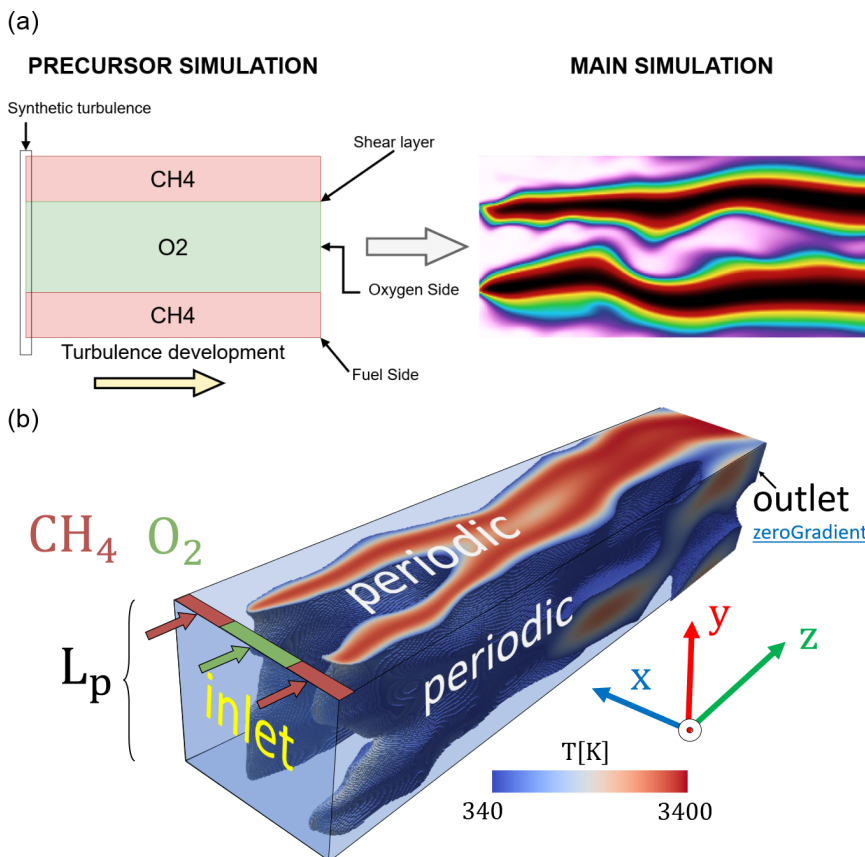 (a)
PRECURSOR SIMULATION
MAIN SIMULATION
Synthetic turbulence
Shear layer
CH4
O2
Oxygen Side
CH4
Turbulence development
Fuel Side
(b)
CH₄ O₂
periodic
outlet
zeroGradient
periodic
Lp
inlet
y
z
x
T[K]
340
3400